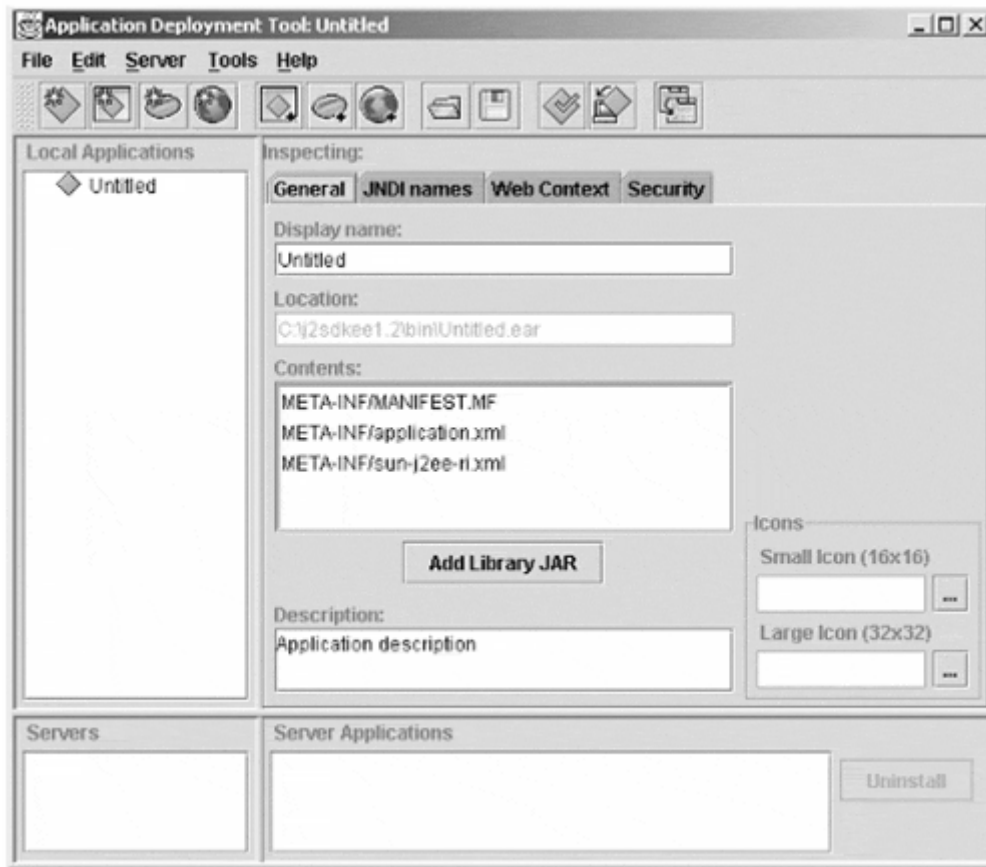 Application Deployment Tool: Untitled
File Edit Server Tools Help
Local Applications
Untitled
Inspecting:
General JNDI names Web Context Security
Display name:
Untitled
Location:
C:\j2sdkee1.2\bin\Untitled.ear
Contents:
META-INF/MANIFEST.MF
META-INF/application.xml
META-INF/sun-j2ee-ri.xml
Add Library JAR
Description:
Application description
Icons
Small Icon (16x16)
...
Large Icon (32x32)
...
Servers
Server Applications
Uninstall